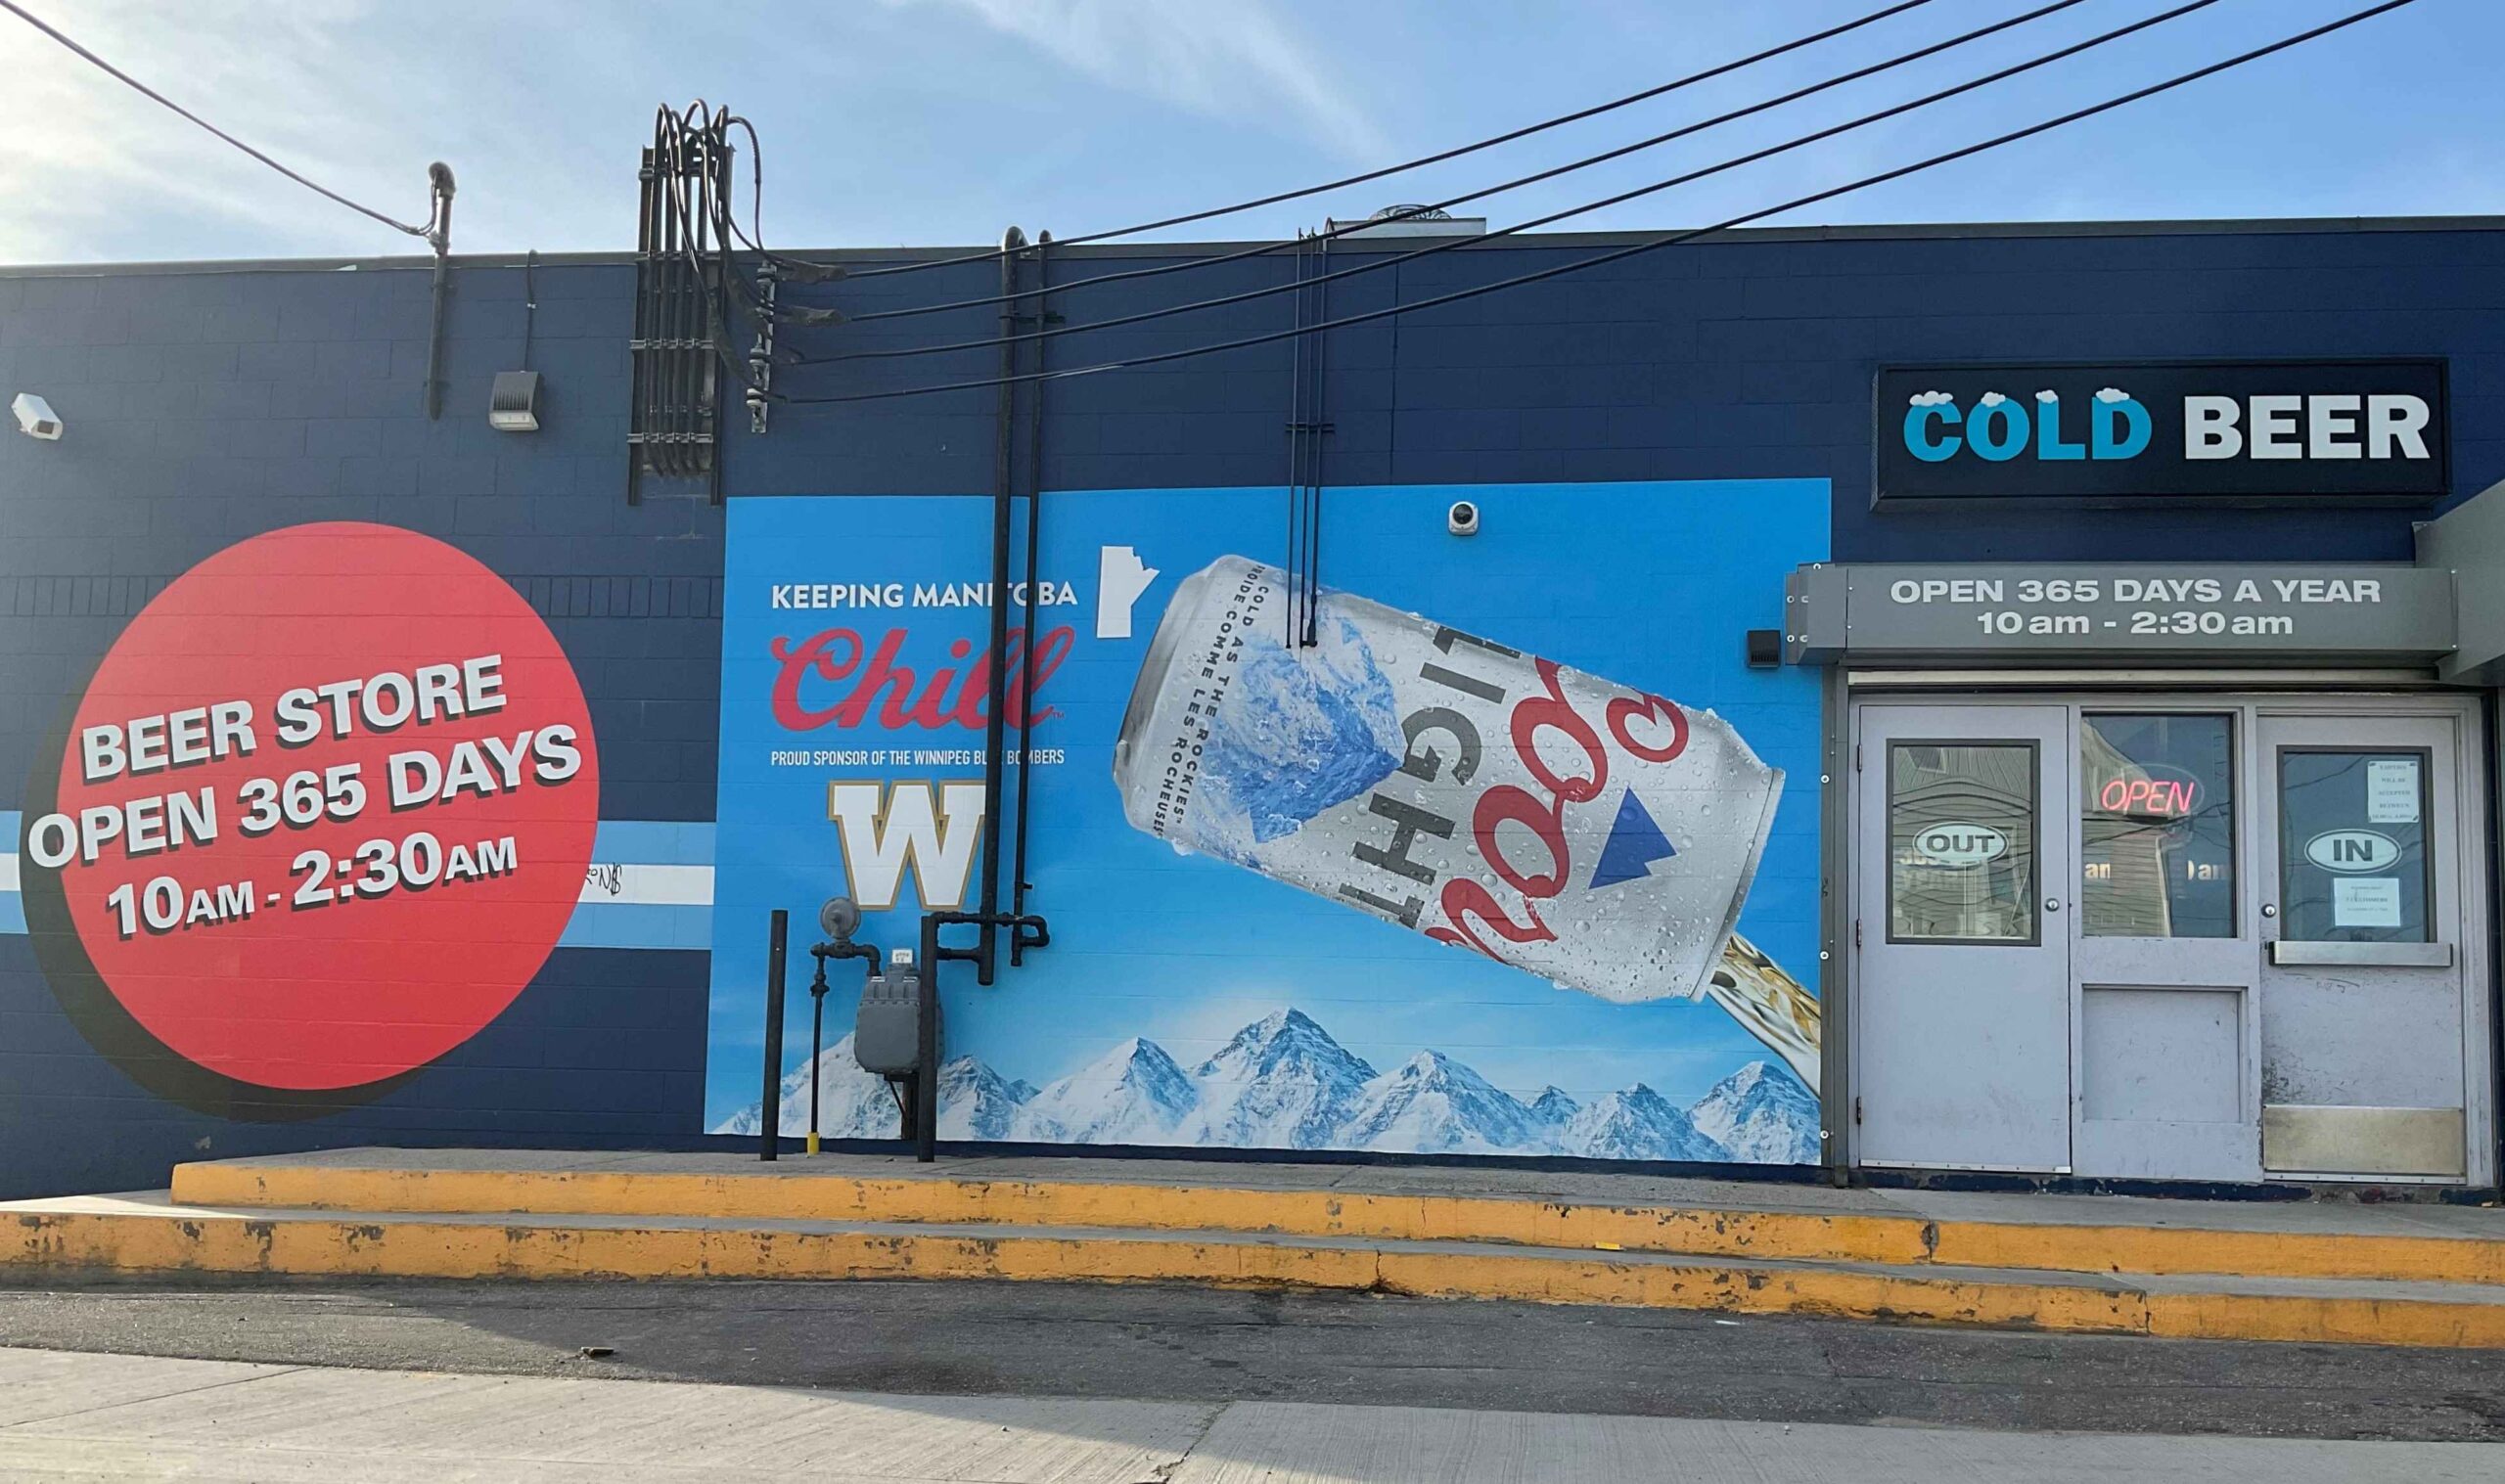 BEER STORE
OPEN 365 DAYS
10AM - 2:30AM
KEEPING MANITOBA
Chill
PROUD SPONSOR OF THE WINNIPEG BLUE BOMBERS
W
COLD AS THE ROCKIES
FROIDE COMME LES ROCHEUSES
Coors
LIGHT
COLD BEER
OPEN 365 DAYS A YEAR
10am - 2:30am
OUT
OPEN
IN